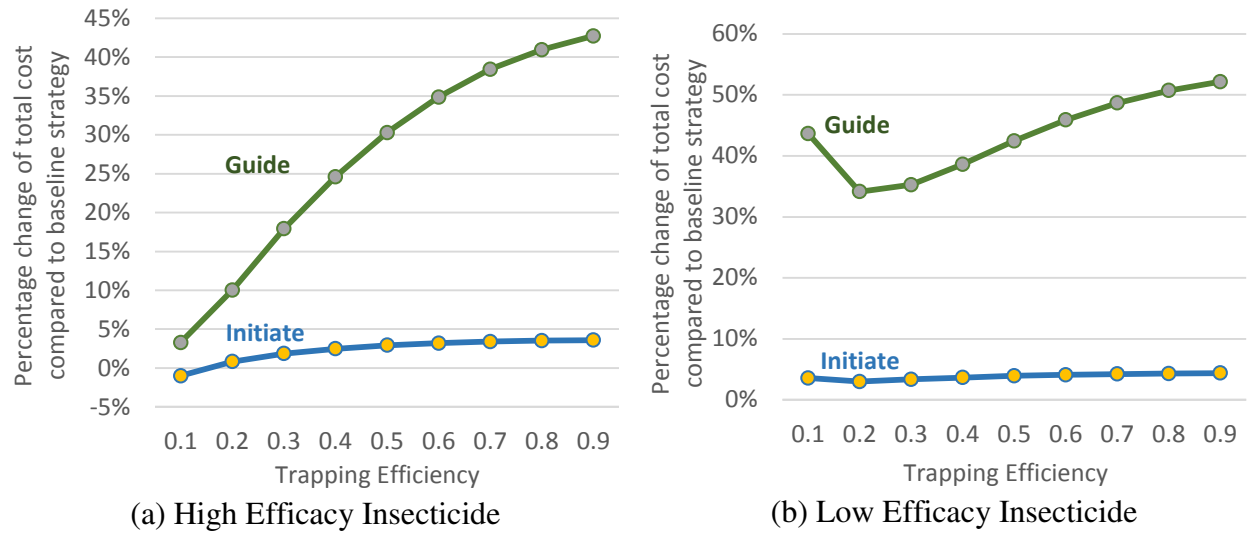 Percentage change of total cost
compared to baseline strategy
45%
40%
35%
30%
25%
20%
15%
10%
5%
0%
-5%
Guide
Initiate
0.1 0.2 0.3 0.4 0.5 0.6 0.7 0.8 0.9
Trapping Efficiency
(a) High Efficacy Insecticide
Percentage change of total cost
compared to baseline strategy
60%
50%
40%
30%
20%
10%
0%
Guide
Initiate
0.1 0.2 0.3 0.4 0.5 0.6 0.7 0.8 0.9
Trapping Efficiency
(b) Low Efficacy Insecticide